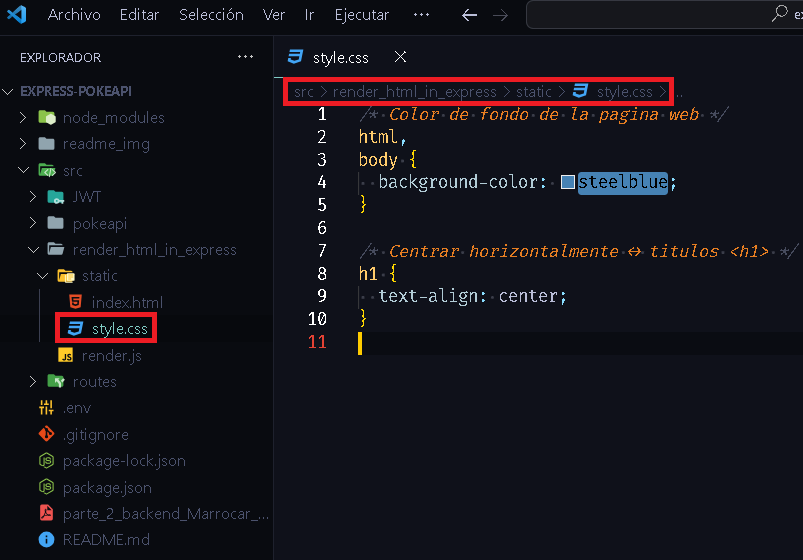 Archivo Editar Selección Ver Ir Ejecutar ···
EXPLORADOR ···
EXPRESS-POKEAPI
node_modules
readme_img
src
JWT
pokeapi
render_html_in_express
static
index.html
style.css
render.js
routes
.env
.gitignore
package-lock.json
package.json
parte_2_backend_Marrocar_...
README.md
style.css
src > render_html_in_express > static > style.css > ...
1 /* Color de fondo de la pagina web */
2 html,
3 body {
4 background-color: steelblue;
5 }
6
7 /* Centrar horizontalmente ↔ titulos <h1> */
8 h1 {
9 text-align: center;
10 }
11